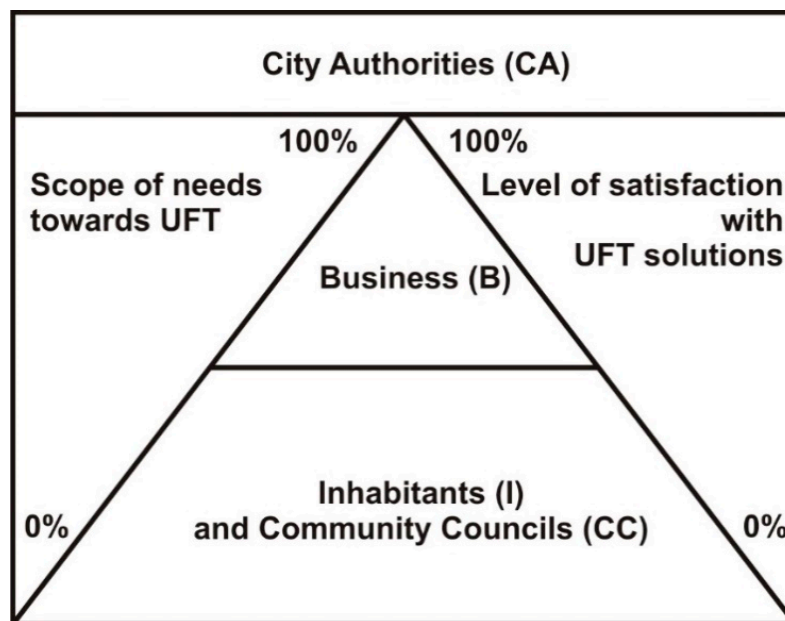 City Authorities (CA)
100%
100%
Scope of needs
towards UFT
Level of satisfaction
with
UFT solutions
Business (B)
Inhabitants (I)
and Community Councils (CC)
0%
0%